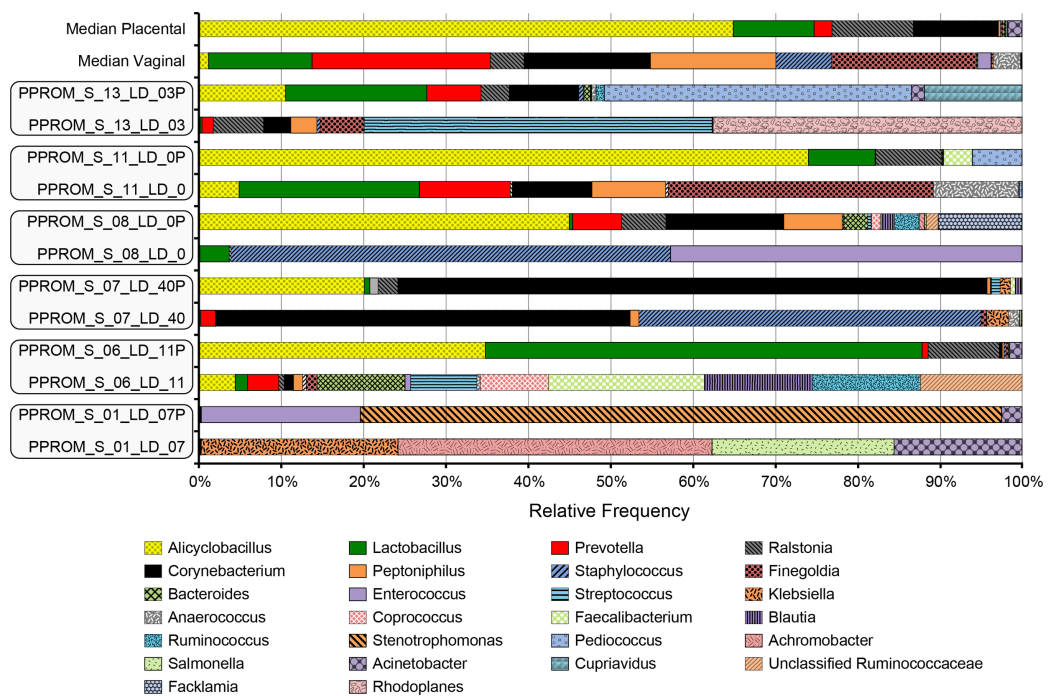 Median Placental
Median Vaginal
PPROM_S_13_LD_03P
PPROM_S_13_LD_03
PPROM_S_11_LD_0P
PPROM_S_11_LD_0
PPROM_S_08_LD_0P
PPROM_S_08_LD_0
PPROM_S_07_LD_40P
PPROM_S_07_LD_40
PPROM_S_06_LD_11P
PPROM_S_06_LD_11
PPROM_S_01_LD_07P
PPROM_S_01_LD_07
0% 10% 20% 30% 40% 50% 60% 70% 80% 90% 100%
Relative Frequency
Alicyclobacillus Lactobacillus Prevotella Ralstonia
Corynebacterium Peptoniphilus Staphylococcus Finegoldia
Bacteroides Enterococcus Streptococcus Klebsiella
Anaerococcus Coprococcus Faecalibacterium Blautia
Ruminococcus Stenotrophomonas Pediococcus Achromobacter
Salmonella Acinetobacter Cupriavidus Unclassified Ruminococcaceae
Facklamia Rhodoplanes